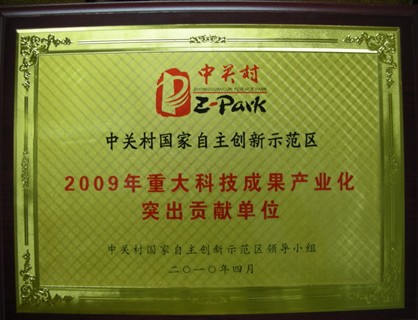 中关村
ZHONGGUANCUN SCIENCE PARK
Z-Park
中关村国家自主创新示范区
2009年重大科技成果产业化
突出贡献单位
中关村国家自主创新示范区领导小组
二〇一〇年四月